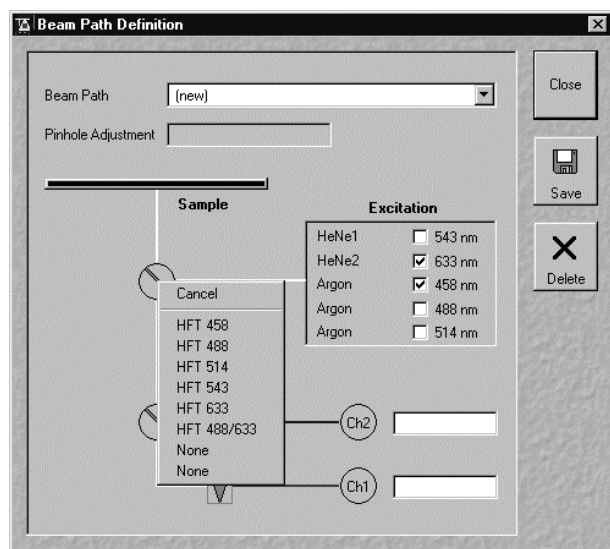 Beam Path Definition
Close
Beam Path
(new)
Pinhole Adjustment
Save
Sample
Excitation
HeNe1 543 nm
HeNe2 633 nm
Argon 458 nm
Argon 488 nm
Argon 514 nm
Delete
Cancel
HFT 458
HFT 488
HFT 514
HFT 543
HFT 633
HFT 488/633
None
None
Ch2
Ch1